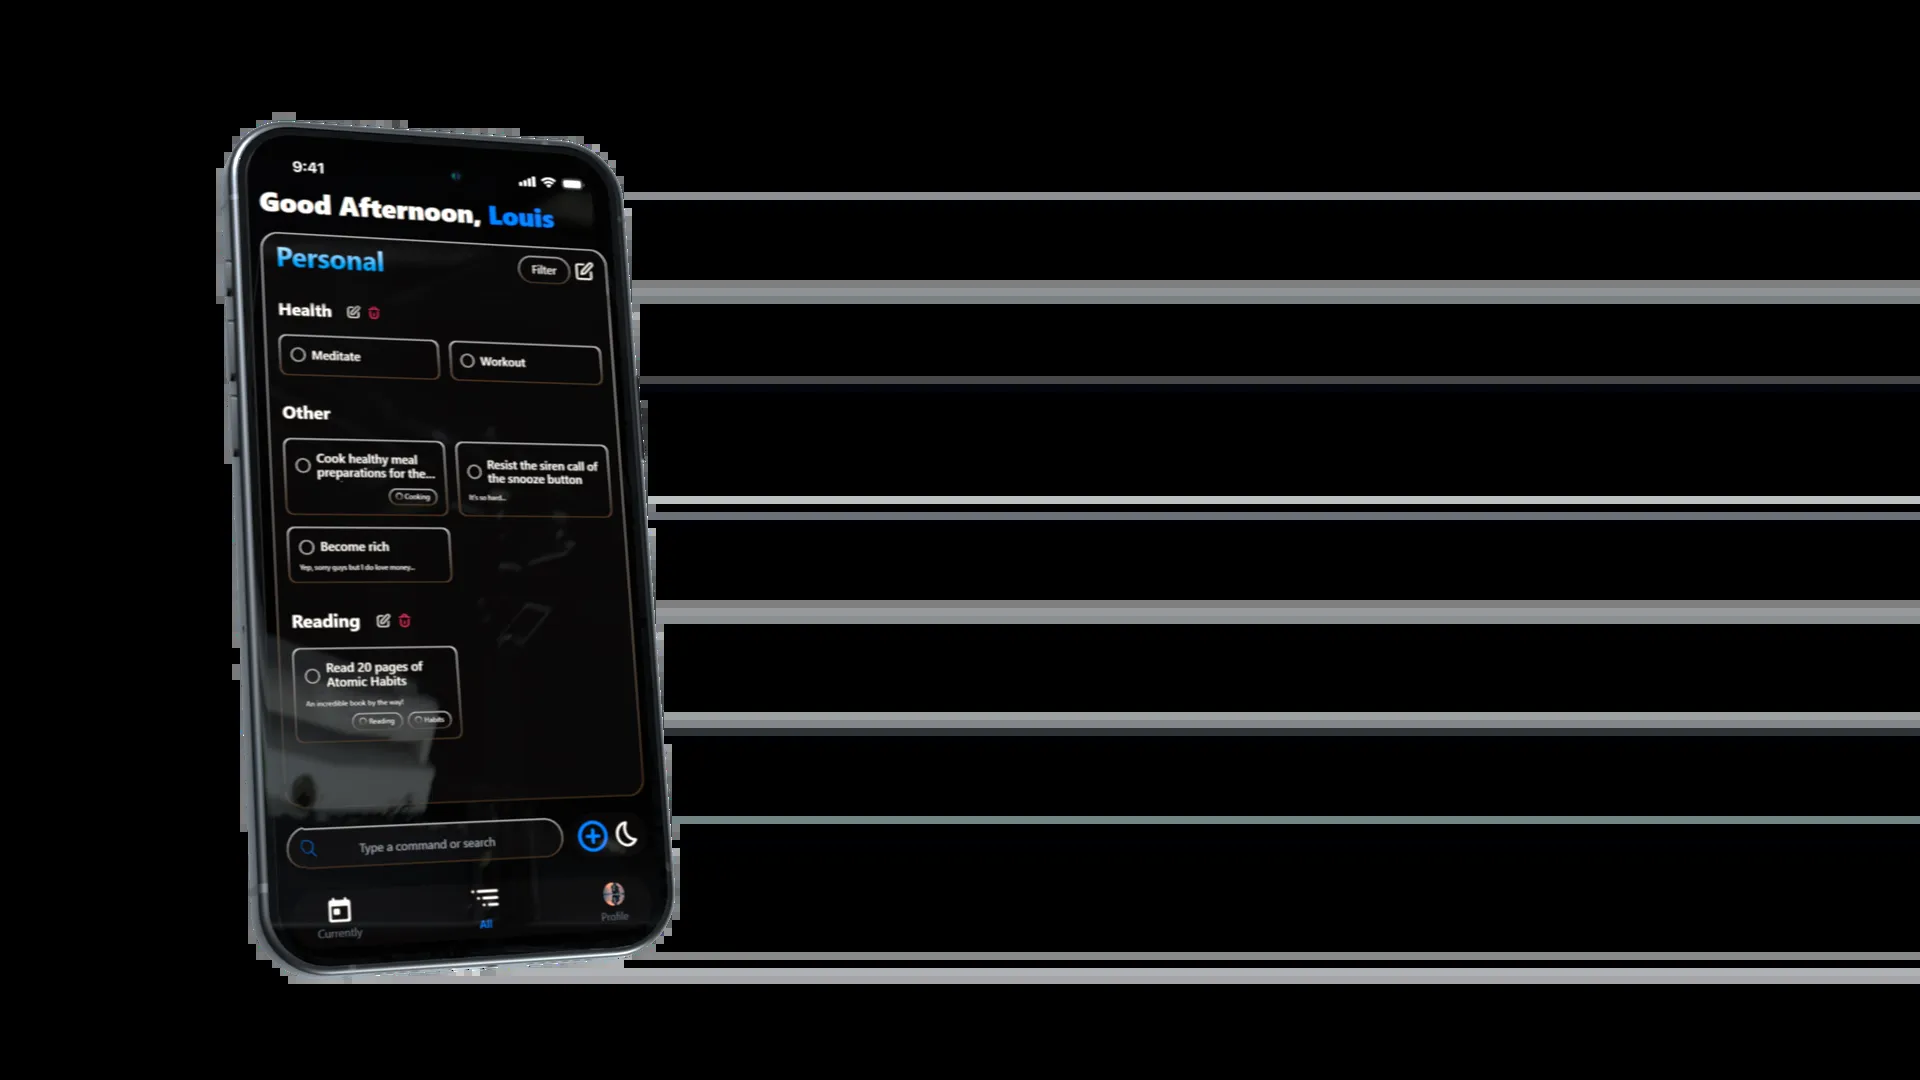 9:41
Good Afternoon, Louis
Personal
Filter
Health
Meditate
Workout
Other
Cook healthy meal
preparations for the...
Cooking
Resist the siren call of
the snooze button
It's so hard...
Become rich
Yep, sorry guys but I do love money...
Reading
Read 20 pages of
Atomic Habits
An incredible book by the way!
Reading
Habits
Type a command or search
Currently
All
Profile